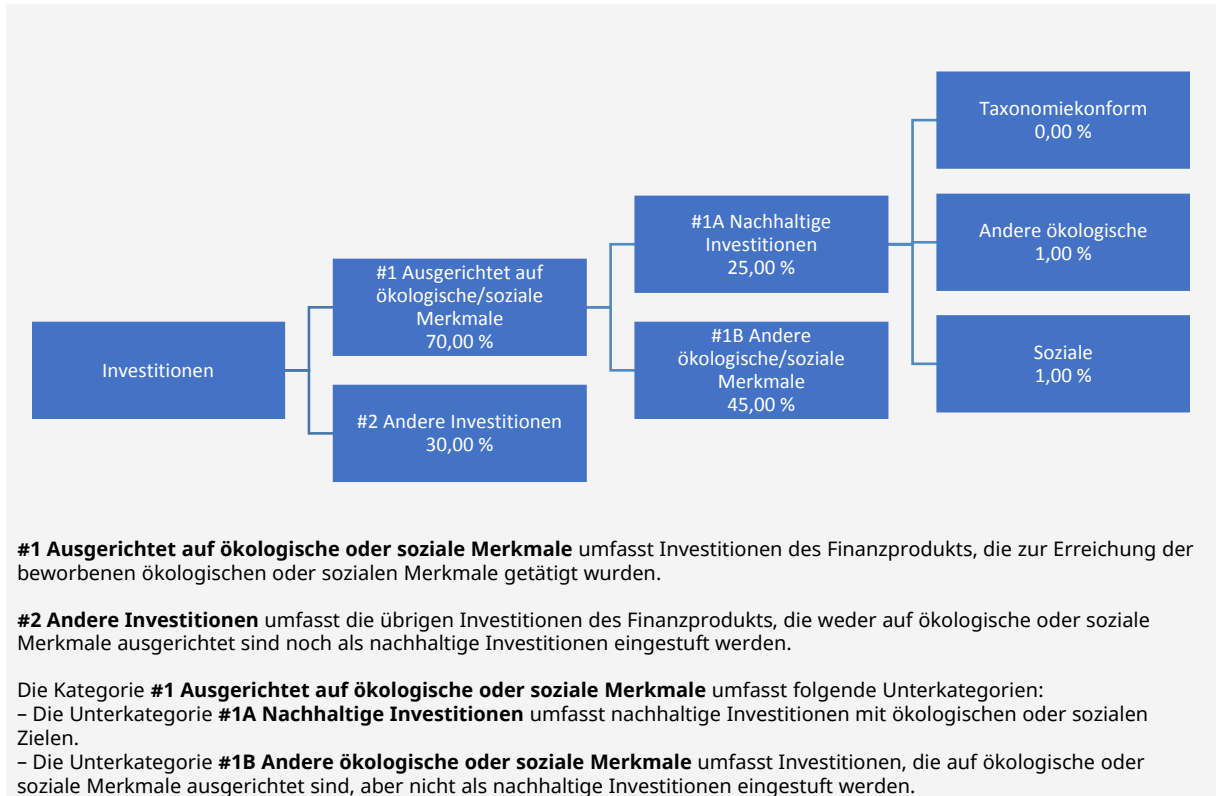 Investitionen
#1 Ausgerichtet auf
ökologische/soziale
Merkmale
70,00 %
#2 Andere Investitionen
30,00 %
#1A Nachhaltige
Investitionen
25,00 %
#1B Andere
ökologische/soziale
Merkmale
45,00 %
Taxonomiekonform
0,00 %
Andere ökologische
1,00 %
Soziale
1,00 %
#1 Ausgerichtet auf ökologische oder soziale Merkmale umfasst Investitionen des Finanzprodukts, die zur Erreichung der
beworbenen ökologischen oder sozialen Merkmale getätigt wurden.
#2 Andere Investitionen umfasst die übrigen Investitionen des Finanzprodukts, die weder auf ökologische oder soziale
Merkmale ausgerichtet sind noch als nachhaltige Investitionen eingestuft werden.
Die Kategorie #1 Ausgerichtet auf ökologische oder soziale Merkmale umfasst folgende Unterkategorien:
– Die Unterkategorie #1A Nachhaltige Investitionen umfasst nachhaltige Investitionen mit ökologischen oder sozialen
Zielen.
– Die Unterkategorie #1B Andere ökologische oder soziale Merkmale umfasst Investitionen, die auf ökologische oder
soziale Merkmale ausgerichtet sind, aber nicht als nachhaltige Investitionen eingestuft werden.